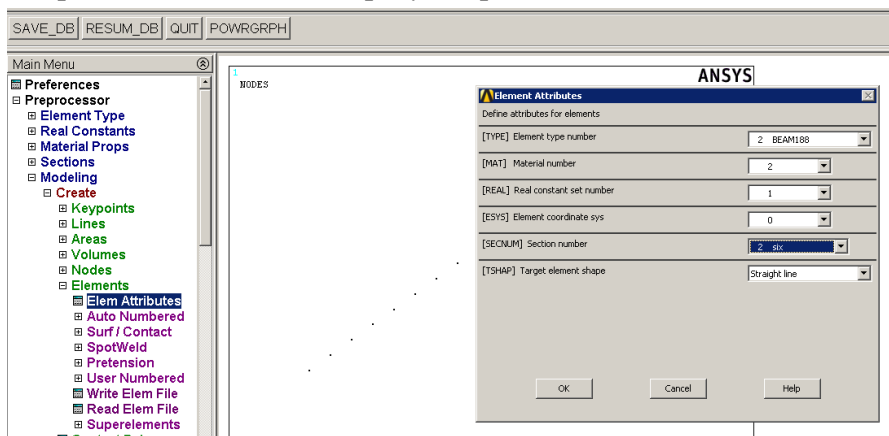 SAVE_DB RESUM_DB QUIT POWRGRPH
Main Menu
Preferences
Preprocessor
Element Type
Real Constants
Material Props
Sections
Modeling
Create
Keypoints
Lines
Areas
Volumes
Nodes
Elements
Elem Attributes
Auto Numbered
Surf / Contact
SpotWeld
Pretension
User Numbered
Write Elem File
Read Elem File
Superelements
1
NODES
ANSYS
Element Attributes
Define attributes for elements
[TYPE] Element type number 2 BEAM188
[MAT] Material number 2
[REAL] Real constant set number 1
[ESYS] Element coordinate sys 0
[SECNUM] Section number 2 six
[TSHAP] Target element shape Straight line
OK Cancel Help